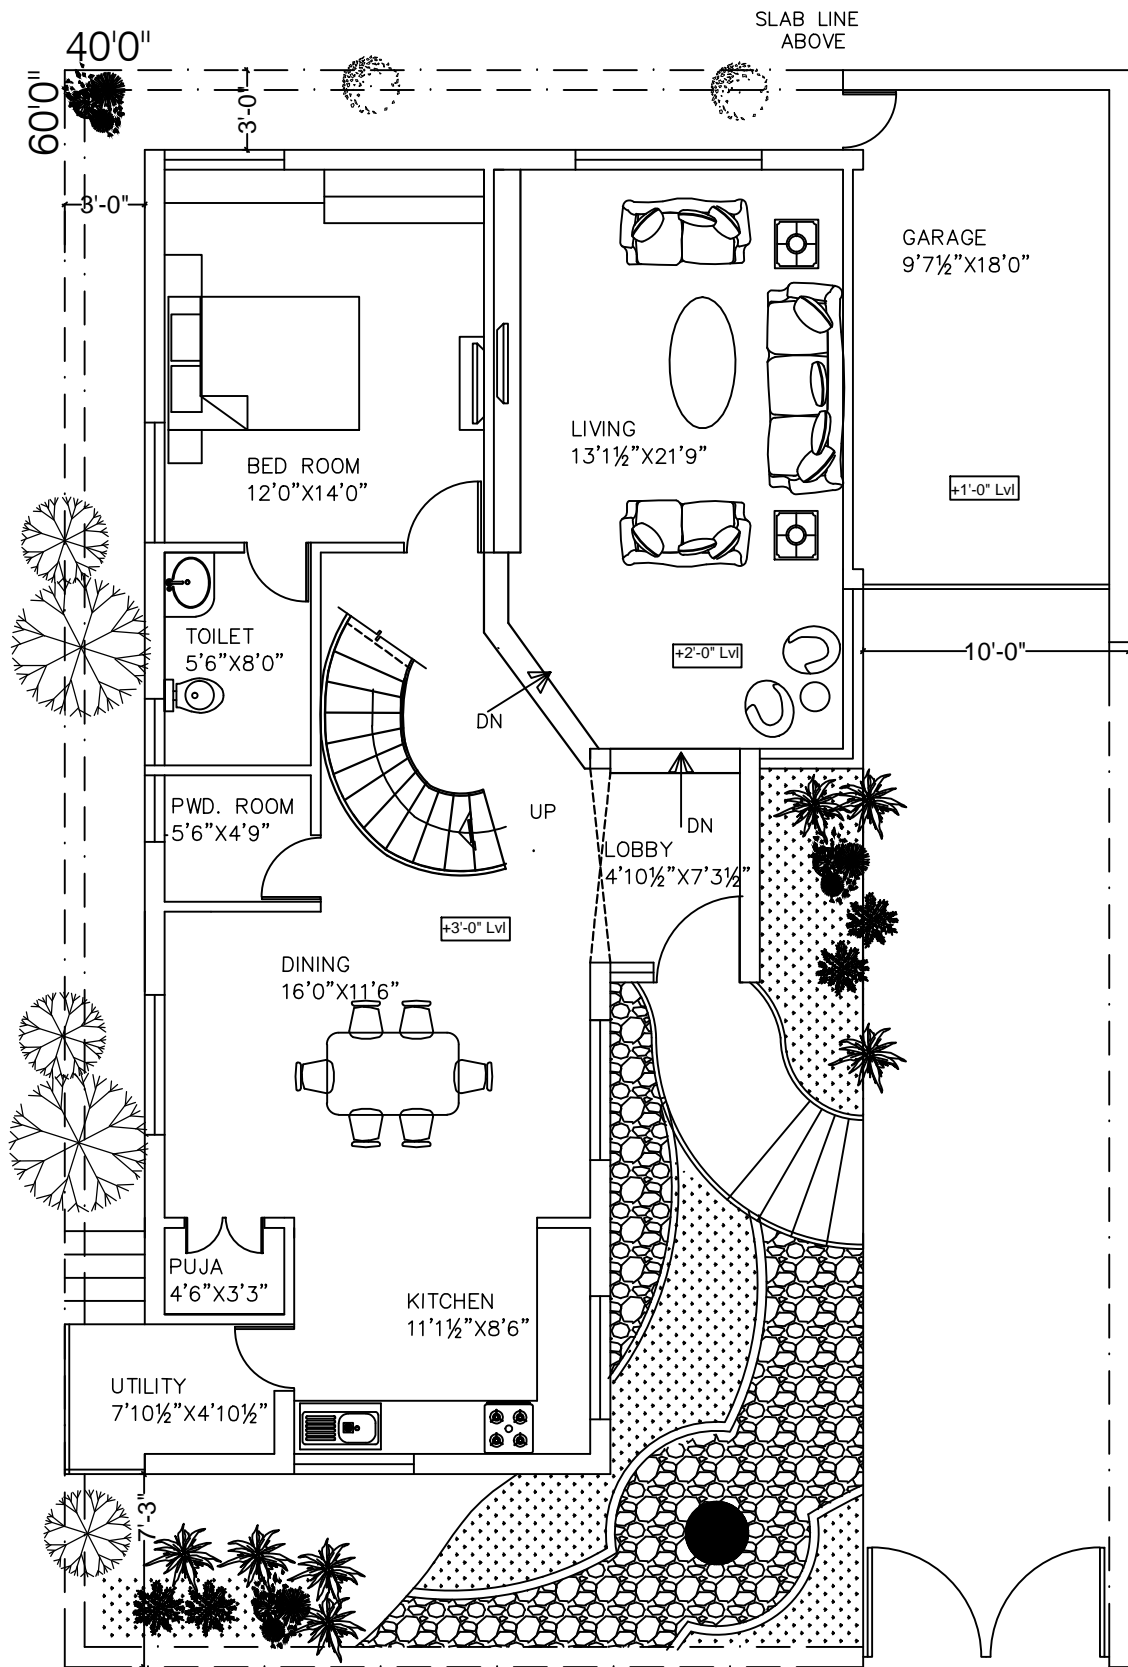 SLAB LINE
ABOVE
40'0"
60'0"
3'-0"
3'-0"
GARAGE
9'7½"X18'0"
LIVING
13'1½"X21'9"
BED ROOM
12'0"X14'0"
+1'-0" Lvl
TOILET
5'6"X8'0"
+2'-0" Lvl
10'-0"
DN
PWD. ROOM
5'6"X4'9"
UP
DN
LOBBY
4'10½"X7'3½"
+3'-0" Lvl
DINING
16'0"X11'6"
PUJA
4'6"X3'3"
KITCHEN
11'1½"X8'6"
UTILITY
7'10½"X4'10½"
7'-3"